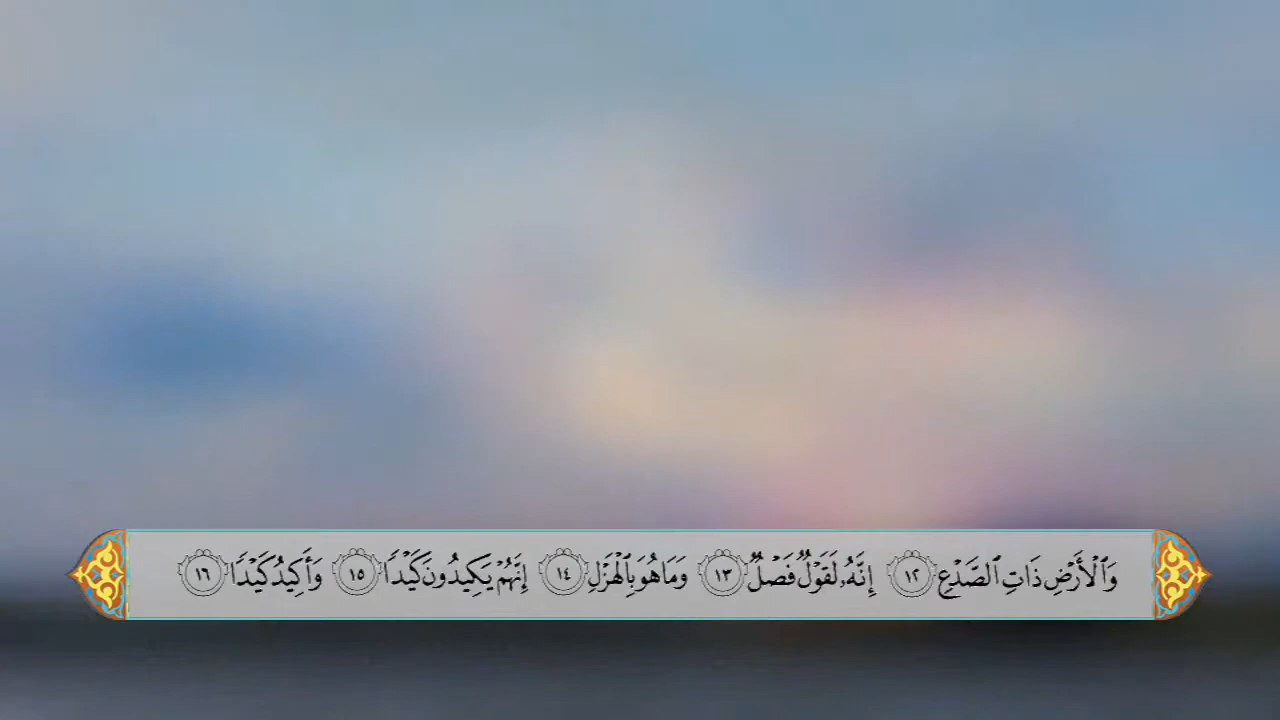 وَٱلْأَرْضِ ذَاتِ ٱلصَّدْعِ ١٢ إِنَّهُۥ لَقَوْلٌ فَصْلٌ ١٣ وَمَا هُوَ بِٱلْهَزْلِ ١٤ إِنَّهُمْ يَكِيدُونَ كَيْدًا ١٥ وَأَكِيدُ كَيْدًا ١٦